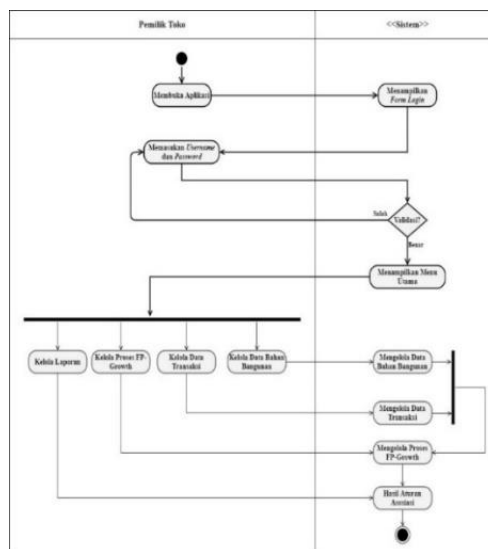 Pemilik Toko
<<Sistem>>
Membuka Aplikasi
Menampilkan
Form Login
Memasukan Username
dan Password
Validasi?
Salah
Benar
Menampilkan Menu
Utama
Kelola Laporan
Kelola Proses FP-
Growth
Kelola Data
Transaksi
Kelola Data Bahan
Bangunan
Mengelola Data
Bahan Bangunan
Mengelola Data
Transaksi
Mengelola Proses
FP-Growth
Hasil Aturan
Asosiasi